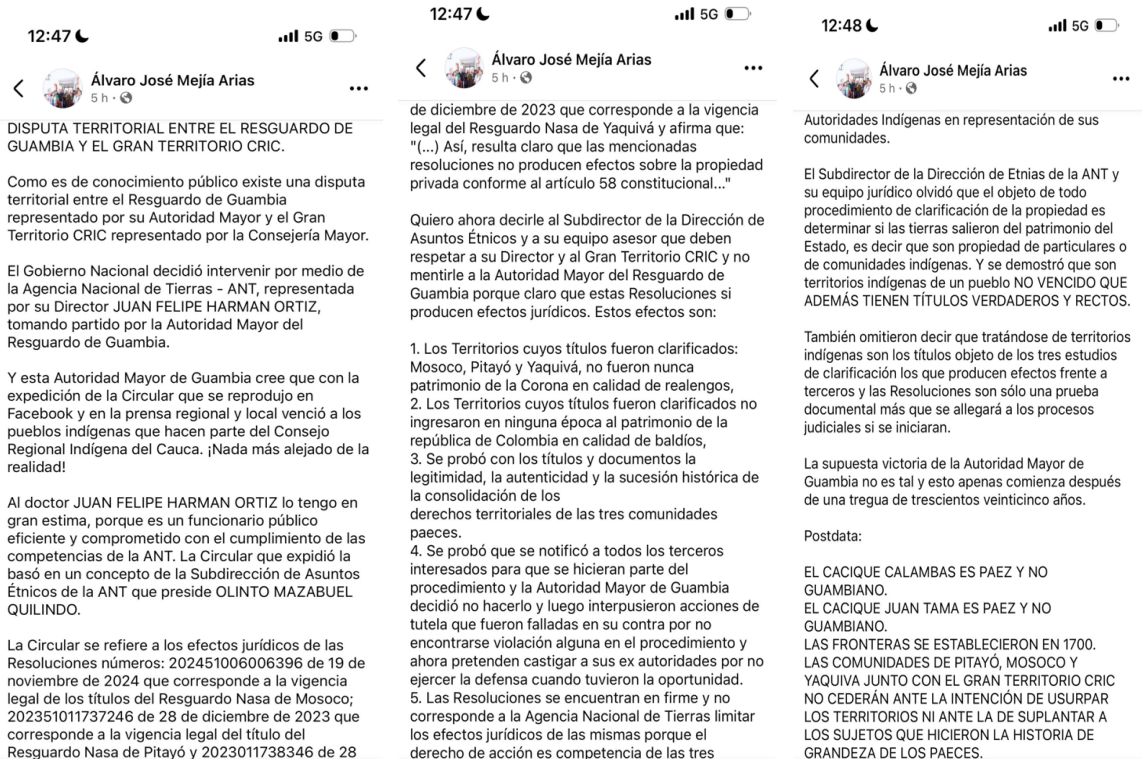 12:47
5G
Álvaro José Mejía Arias
5 h ·
DISPUTA TERRITORIAL ENTRE EL RESGUARDO DE
GUAMBIA Y EL GRAN TERRITORIO CRIC.
Como es de conocimiento público existe una disputa
territorial entre el Resguardo de Guambia
representado por su Autoridad Mayor y el Gran
Territorio CRIC representado por la Consejería Mayor.
El Gobierno Nacional decidió intervenir por medio de
la Agencia Nacional de Tierras - ANT, representada
por su Director JUAN FELIPE HARMAN ORTIZ,
tomando partido por la Autoridad Mayor del
Resguardo de Guambia.
Y esta Autoridad Mayor de Guambia cree que con la
expedición de la Circular que se reprodujo en
Facebook y en la prensa regional y local venció a los
pueblos indígenas que hacen parte del Consejo
Regional Indígena del Cauca. ¡Nada más alejado de la
realidad!
Al doctor JUAN FELIPE HARMAN ORTIZ lo tengo en
gran estima, porque es un funcionario público
eficiente y comprometido con el cumplimiento de las
competencias de la ANT. La Circular que expidió la
basó en un concepto de la Subdirección de Asuntos
Étnicos de la ANT que preside OLINTO MAZABUEL
QUILINDO.
La Circular se refiere a los efectos jurídicos de las
Resoluciones números: 202451006006396 de 19 de
noviembre de 2024 que corresponde a la vigencia
legal de los títulos del Resguardo Nasa de Mosoco;
202351011737246 de 28 de diciembre de 2023 que
corresponde a la vigencia legal del título del
Resguardo Nasa de Pitayó y 2023011738346 de 28
12:47
5G
Álvaro José Mejía Arias
5 h ·
de diciembre de 2023 que corresponde a la vigencia
legal del Resguardo Nasa de Yaquivá y afirma que:
"(...) Así, resulta claro que las mencionadas
resoluciones no producen efectos sobre la propiedad
privada conforme al artículo 58 constitucional..."
Quiero ahora decirle al Subdirector de la Dirección de
Asuntos Étnicos y a su equipo asesor que deben
respetar a su Director y al Gran Territorio CRIC y no
mentirle a la Autoridad Mayor del Resguardo de
Guambia porque claro que estas Resoluciones si
producen efectos jurídicos. Estos efectos son:
1. Los Territorios cuyos títulos fueron clarificados:
Mosoco, Pitayó y Yaquivá, no fueron nunca
patrimonio de la Corona en calidad de realengos,
2. Los Territorios cuyos títulos fueron clarificados no
ingresaron en ninguna época al patrimonio de la
república de Colombia en calidad de baldíos,
3. Se probó con los títulos y documentos la
legitimidad, la autenticidad y la sucesión histórica de
la consolidación de los
derechos territoriales de las tres comunidades
paeces.
4. Se probó que se notificó a todos los terceros
interesados para que se hicieran parte del
procedimiento y la Autoridad Mayor de Guambia
decidió no hacerlo y luego interpusieron acciones de
tutela que fueron falladas en su contra por no
encontrarse violación alguna en el procedimiento y
ahora pretenden castigar a sus ex autoridades por no
ejercer la defensa cuando tuvieron la oportunidad.
5. Las Resoluciones se encuentran en firme y no
corresponde a la Agencia Nacional de Tierras limitar
los efectos jurídicos de las mismas porque el
derecho de acción es competencia de las tres
12:48
5G
Álvaro José Mejía Arias
5 h ·
Autoridades Indígenas en representación de sus
comunidades.
El Subdirector de la Dirección de Etnias de la ANT y
su equipo jurídico olvidó que el objeto de todo
procedimiento de clarificación de la propiedad es
determinar si las tierras salieron del patrimonio del
Estado, es decir que son propiedad de particulares o
de comunidades indígenas. Y se demostró que son
territorios indígenas de un pueblo NO VENCIDO QUE
ADEMÁS TIENEN TÍTULOS VERDADEROS Y RECTOS.
También omitieron decir que tratándose de territorios
indígenas son los títulos objeto de los tres estudios
de clarificación los que producen efectos frente a
terceros y las Resoluciones son sólo una prueba
documental más que se allegará a los procesos
judiciales si se iniciaran.
La supuesta victoria de la Autoridad Mayor de
Guambia no es tal y esto apenas comienza después
de una tregua de trescientos veinticinco años.
Postdata:
EL CACIQUE CALAMBAS ES PAEZ Y NO
GUAMBIANO.
EL CACIQUE JUAN TAMA ES PAEZ Y NO
GUAMBIANO.
LAS FRONTERAS SE ESTABLECIERON EN 1700.
LAS COMUNIDADES DE PITAYÓ, MOSOCO Y
YAQUIVA JUNTO CON EL GRAN TERRITORIO CRIC
NO CEDERÁN ANTE LA INTENCIÓN DE USURPAR
LOS TERRITORIOS NI ANTE LA DE SUPLANTAR A
LOS SUJETOS QUE HICIERON LA HISTORIA DE
GRANDEZA DE LOS PAECES.